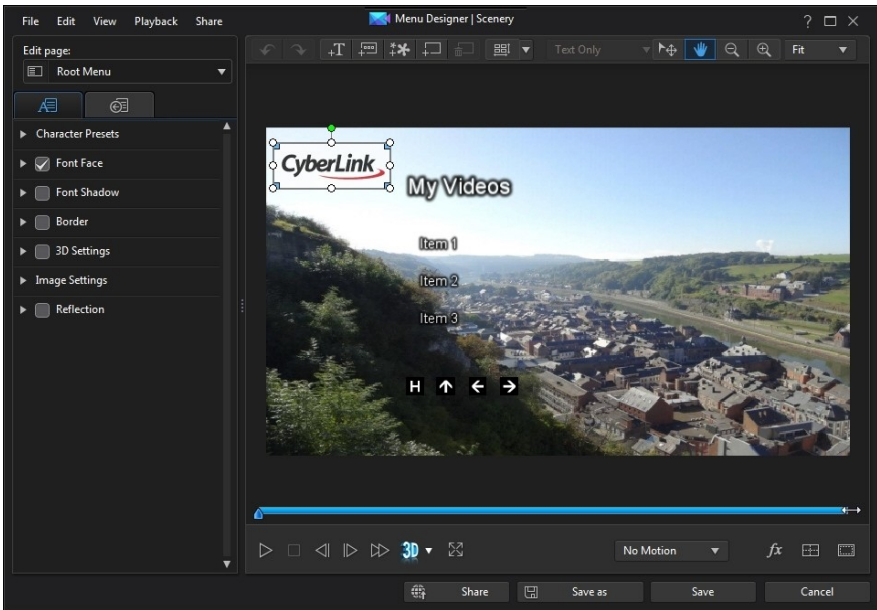 File Edit View Playback Share
Menu Designer | Scenery
?
Edit page:
Root Menu
T
Text Only
Fit
A
Character Presets
Font Face
Font Shadow
Border
3D Settings
Image Settings
Reflection
CyberLink
My Videos
Item 1
Item 2
Item 3
H
3D
No Motion
fx
Share
Save as
Save
Cancel